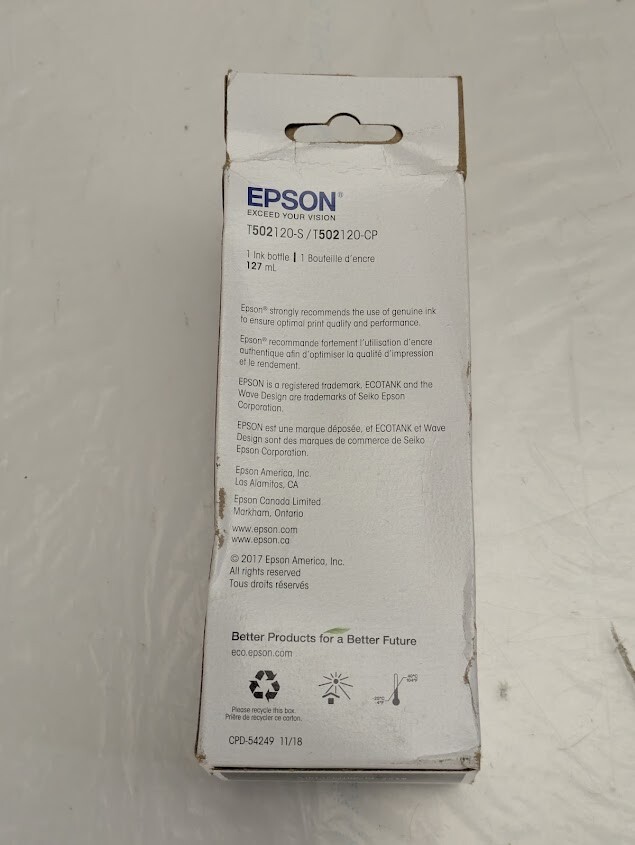 EPSON®
EXCEED YOUR VISION
T502120-S / T502120-CP
1 Ink bottle | 1 Bouteille d'encre
127 mL
Epson® strongly recommends the use of genuine ink
to ensure optimal print quality and performance.
Epson® recommande fortement l'utilisation d'encre
authentique afin d'optimiser la qualité d'impression
et le rendement.
EPSON is a registered trademark, ECOTANK and the
Wave Design are trademarks of Seiko Epson
Corporation.
EPSON est une marque déposée, et ECOTANK et Wave
Design sont des marques de commerce de Seiko
Epson Corporation.
Epson America, Inc.
Los Alamitos, CA
Epson Canada Limited
Markham, Ontario
www.epson.com
www.epson.ca
© 2017 Epson America, Inc.
All rights reserved
Tous droits réservés
Better Products for a Better Future
eco.epson.com
40°C
104°F
-20°C
-4°F
Please recycle this box.
Prière de recycler ce carton.
CPD-54249 11/18